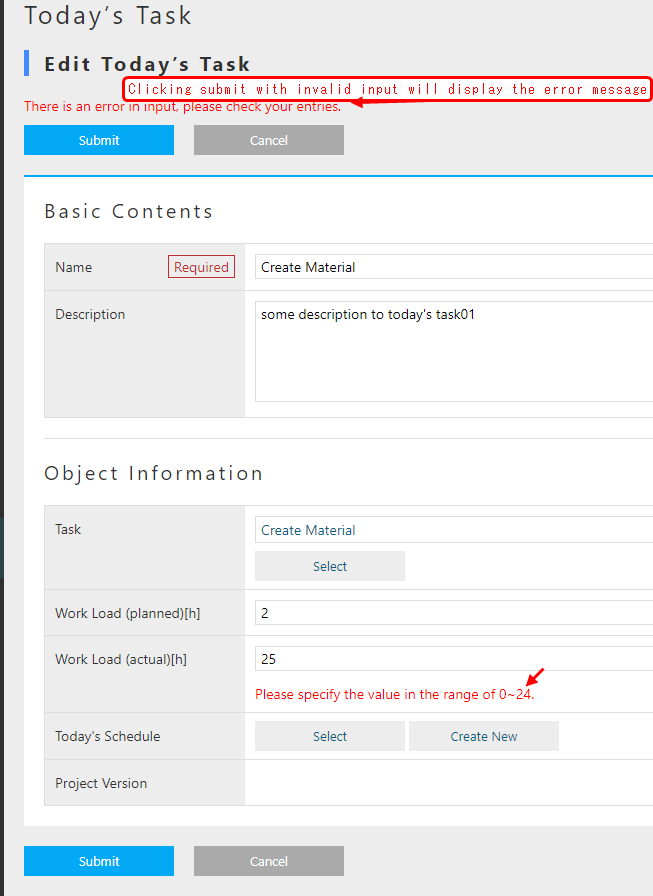 Today's Task
Edit Today's Task
Clicking submit with invalid input will display the error message
There is an error in input, please check your entries.
Submit Cancel
Basic Contents
Name Required Create Material
Description some description to today's task01
Object Information
Task Create Material
Select
Work Load (planned)[h] 2
Work Load (actual)[h] 25
Please specify the value in the range of 0~24.
Today's Schedule Select Create New
Project Version
Submit Cancel